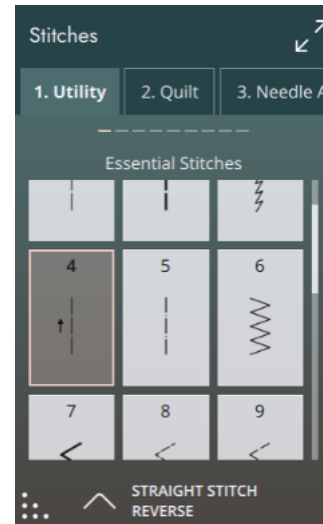 Stitches
1. Utility 2. Quilt 3. Needle A
Essential Stitches
4 5 6
7 8 9
STRAIGHT STITCH
REVERSE